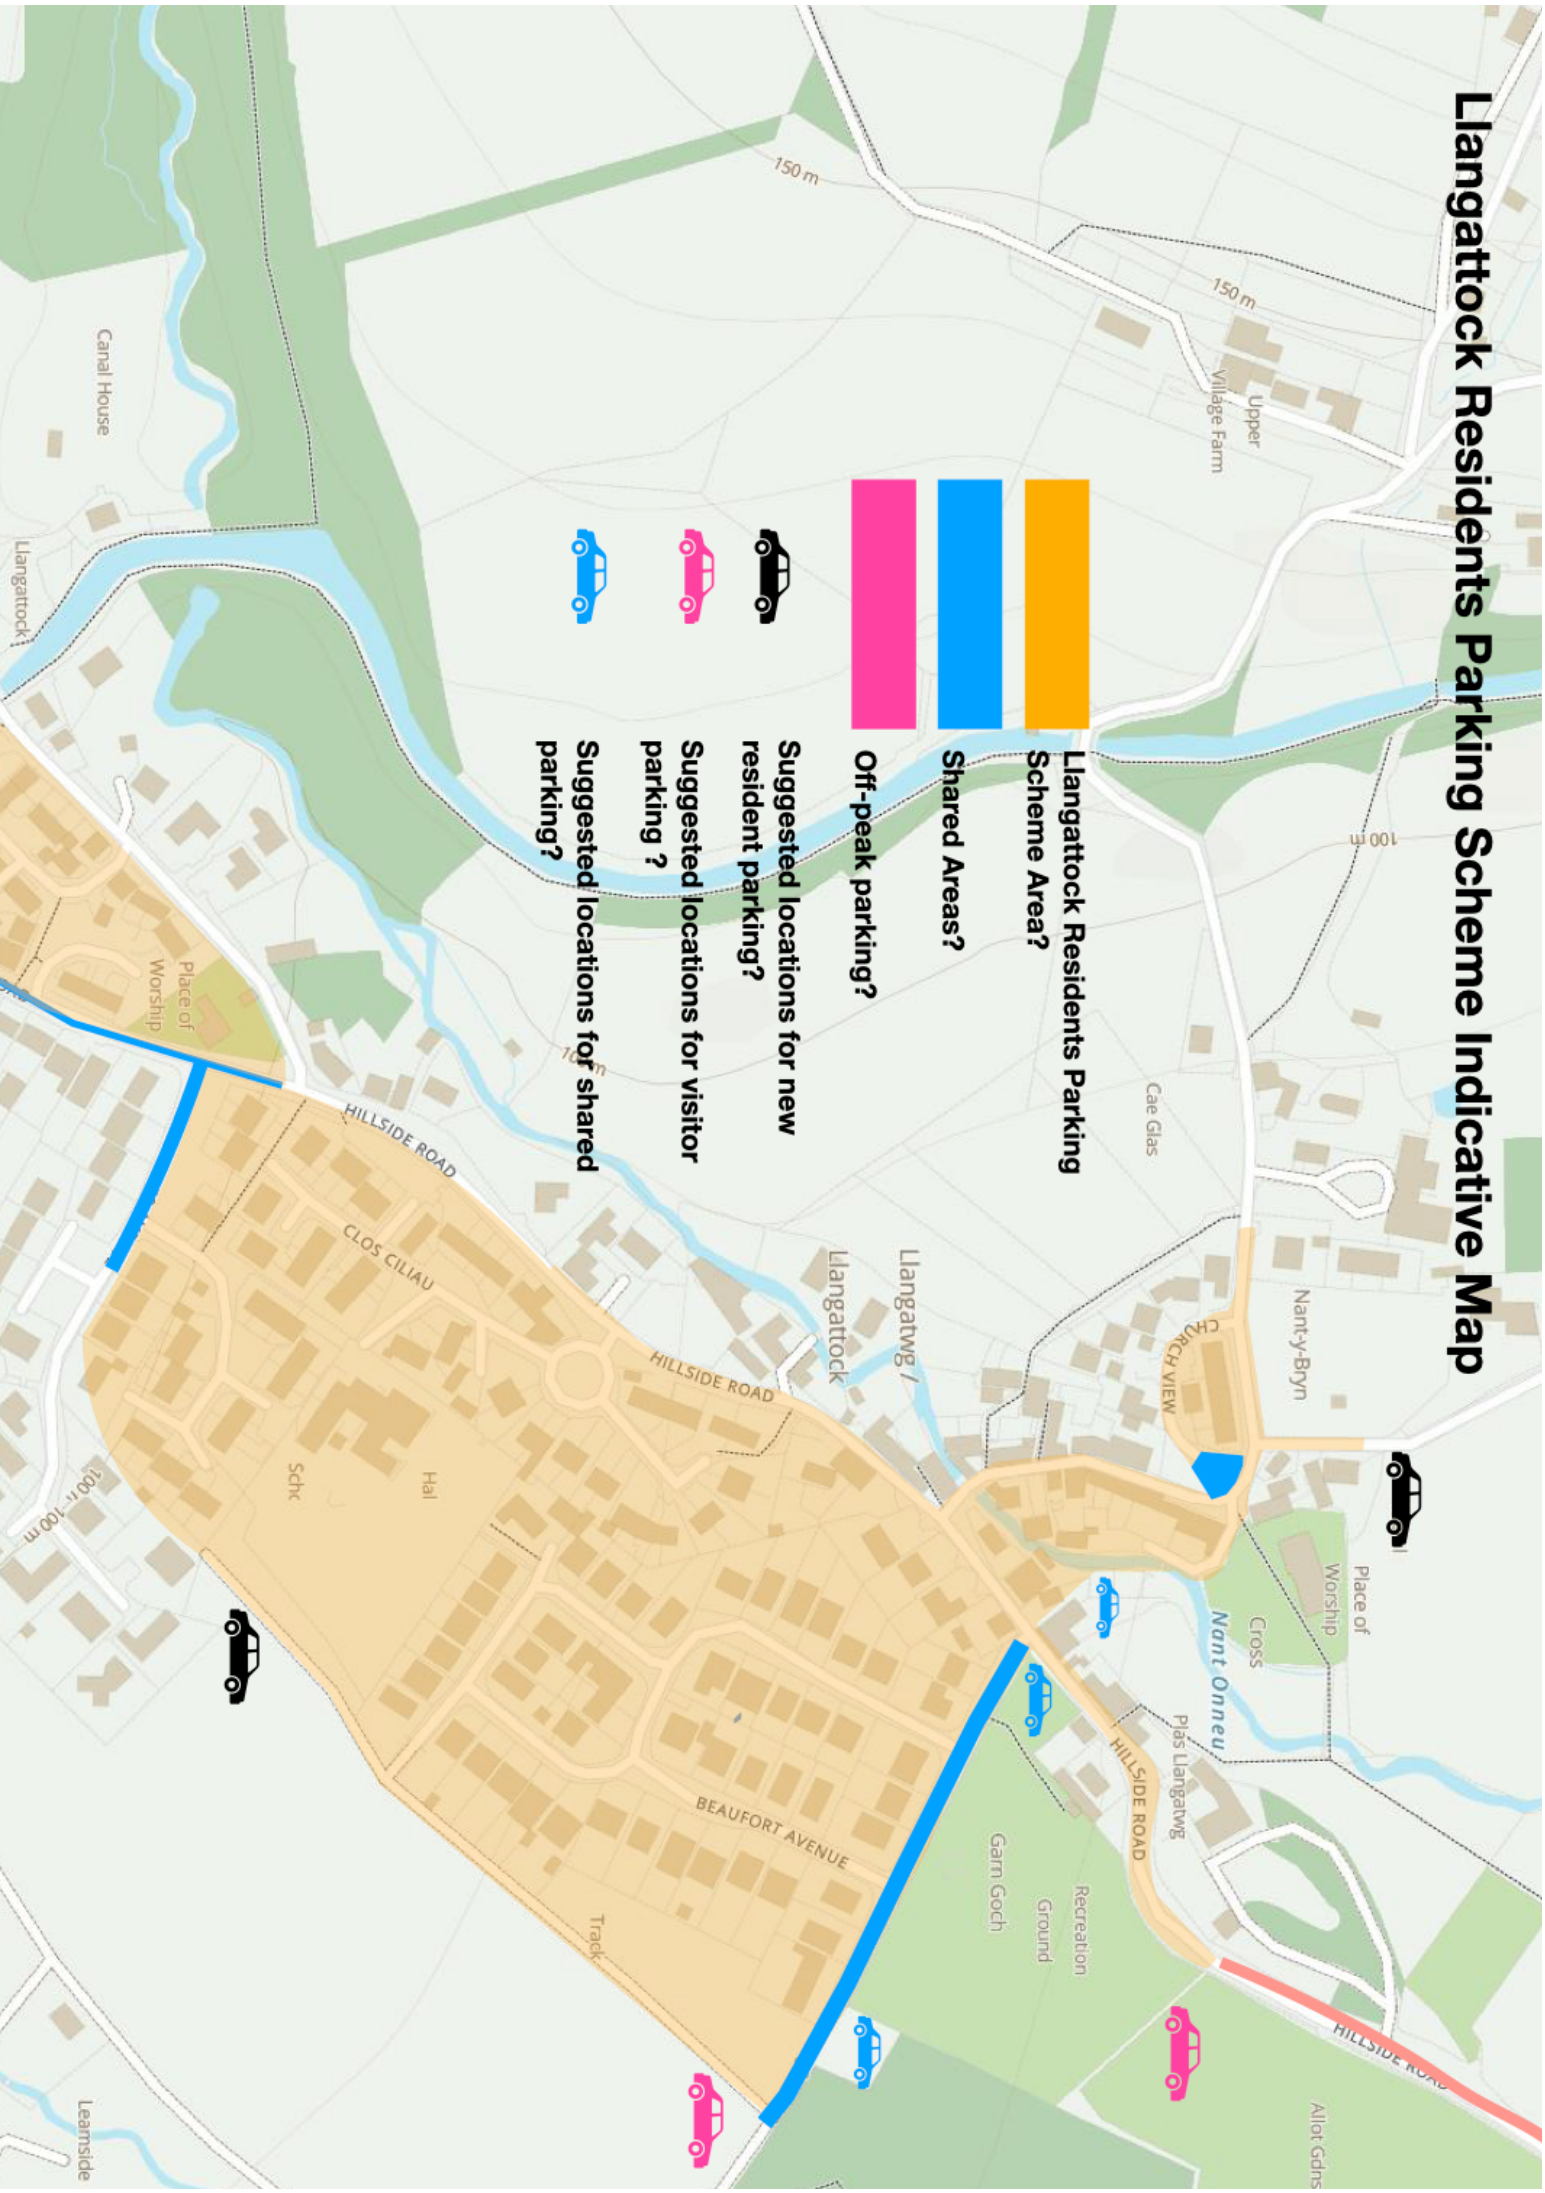 Llangattock Residents Parking Scheme Indicative Map
Llangattock Residents Parking
Scheme Area?
Shared Areas?
Off-peak parking?
Suggested locations for new
resident parking?
Suggested locations for visitor
parking ?
Suggested locations for shared
parking?
150 m
150 m
Upper
Village Farm
Canal House
Llangattock
100 m
Cae Glas
Place of
Worship
HILLSIDE ROAD
CLOS CILIAU
HILLSIDE ROAD
Llangatwg /
Llangattock
CHURCH VIEW
Nant-y-Bryn
Place of
Worship
Cross
Nant Onneu
Plas Llangatwg
HILLSIDE ROAD
Hal
Scho
100 m
BEAUFORT AVENUE
Track
Garn Goch
Recreation
Ground
HILLSIDE ROAD
Allot Gdns
Leamside